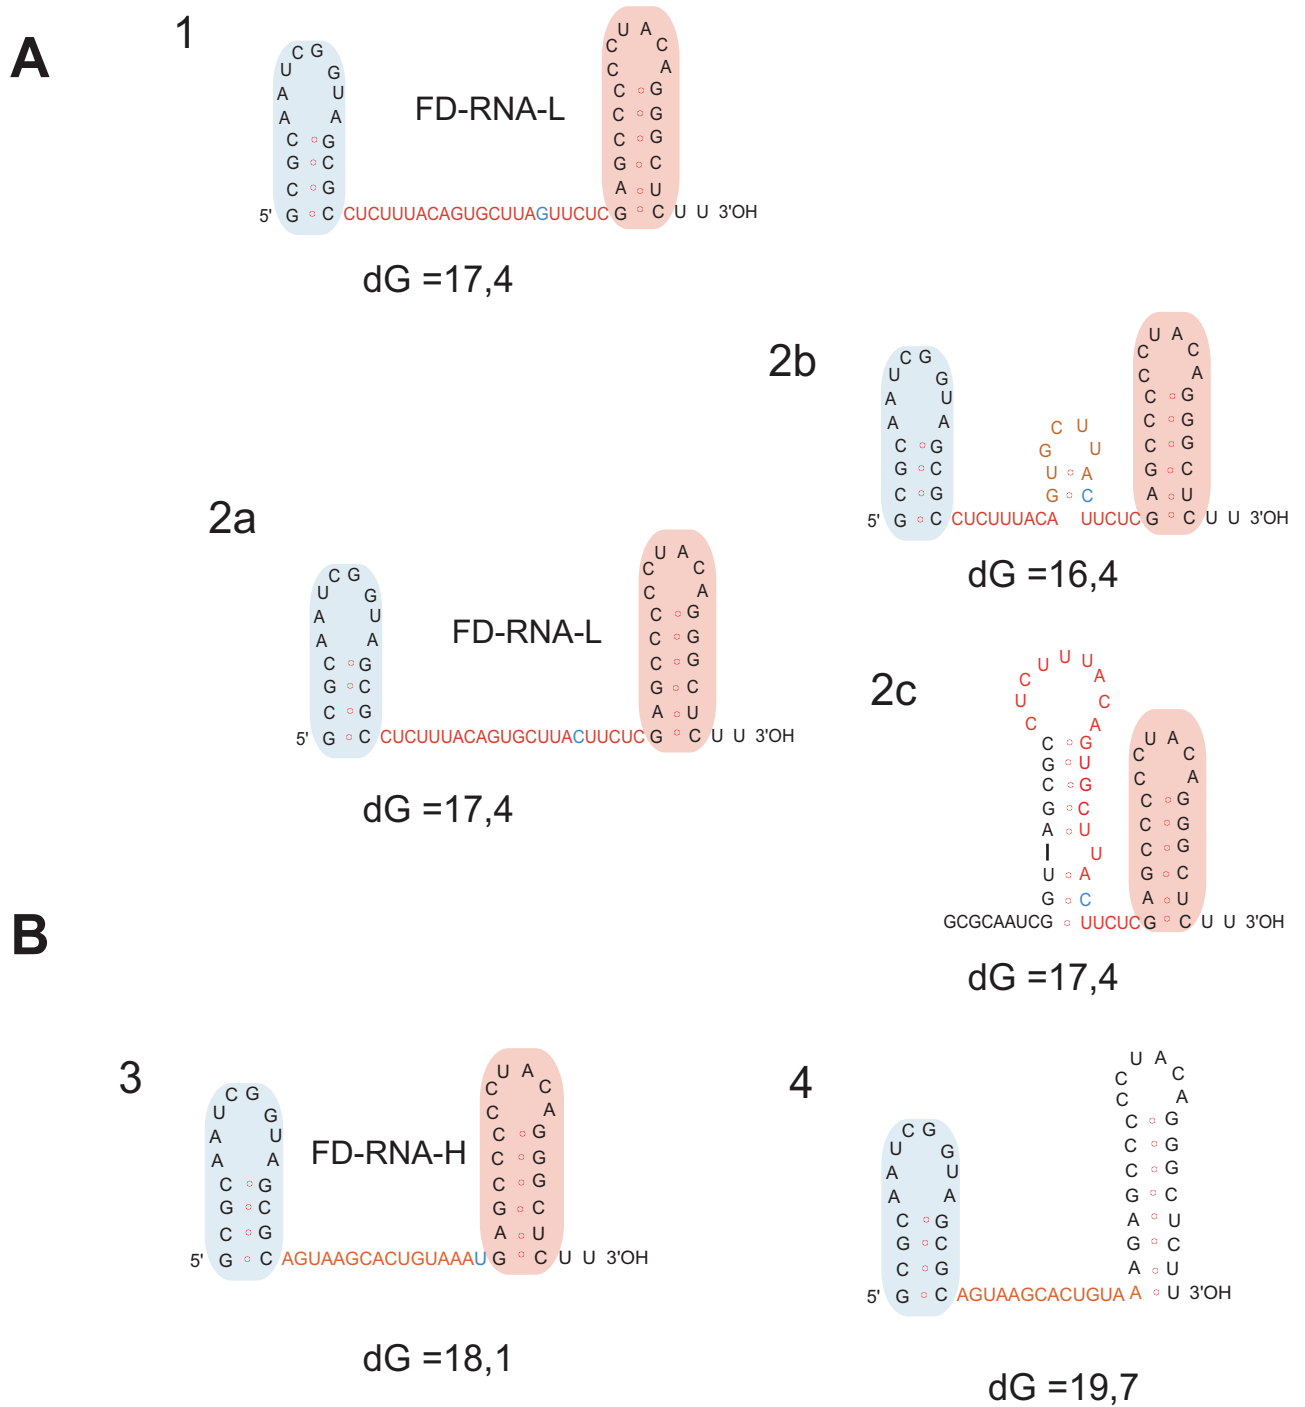 A
1
C G
U G
A U
A A
C G
G C
C G
FD-RNA-L
U A
C C
C A
C G
C G
C G
G C
A U
5' G C CUCUUUACAGUGCUUAGUUCUC G C U U 3'OH
dG =17,4
2b
C G
U G
A U
A A
C G
G C
C G
C U
G U
U A
G C
U A
C C
C A
C G
C G
C G
G C
A U
5' G C CUCUUUACA UUCUC G C U U 3'OH
dG =16,4
2a
C G
U G
A U
A A
C G
G C
C G
FD-RNA-L
U A
C C
C A
C G
C G
C G
G C
A U
5' G C CUCUUUACAGUGCUUACUUCUC G C U U 3'OH
dG =17,4
2c
U U U
C A
U C
C A
C G
G U
C G
G C
A U
U
U A
G C
U A
C C
C A
C G
C G
C G
G C
A U
GCGCAAUCG UUCUC G C U U 3'OH
dG =17,4
B
3
C G
U G
A U
A A
C G
G C
C G
FD-RNA-H
U A
C C
C A
C G
C G
C G
G C
A U
5' G C AGUAAGCACUGUAAAU G C U U 3'OH
dG =18,1
4
C G
U G
A U
A A
C G
G C
C G
U A
C C
C A
C G
C G
C G
G C
A U
G C
A U
5' G C AGUAAGCACUGUA A U 3'OH
dG =19,7